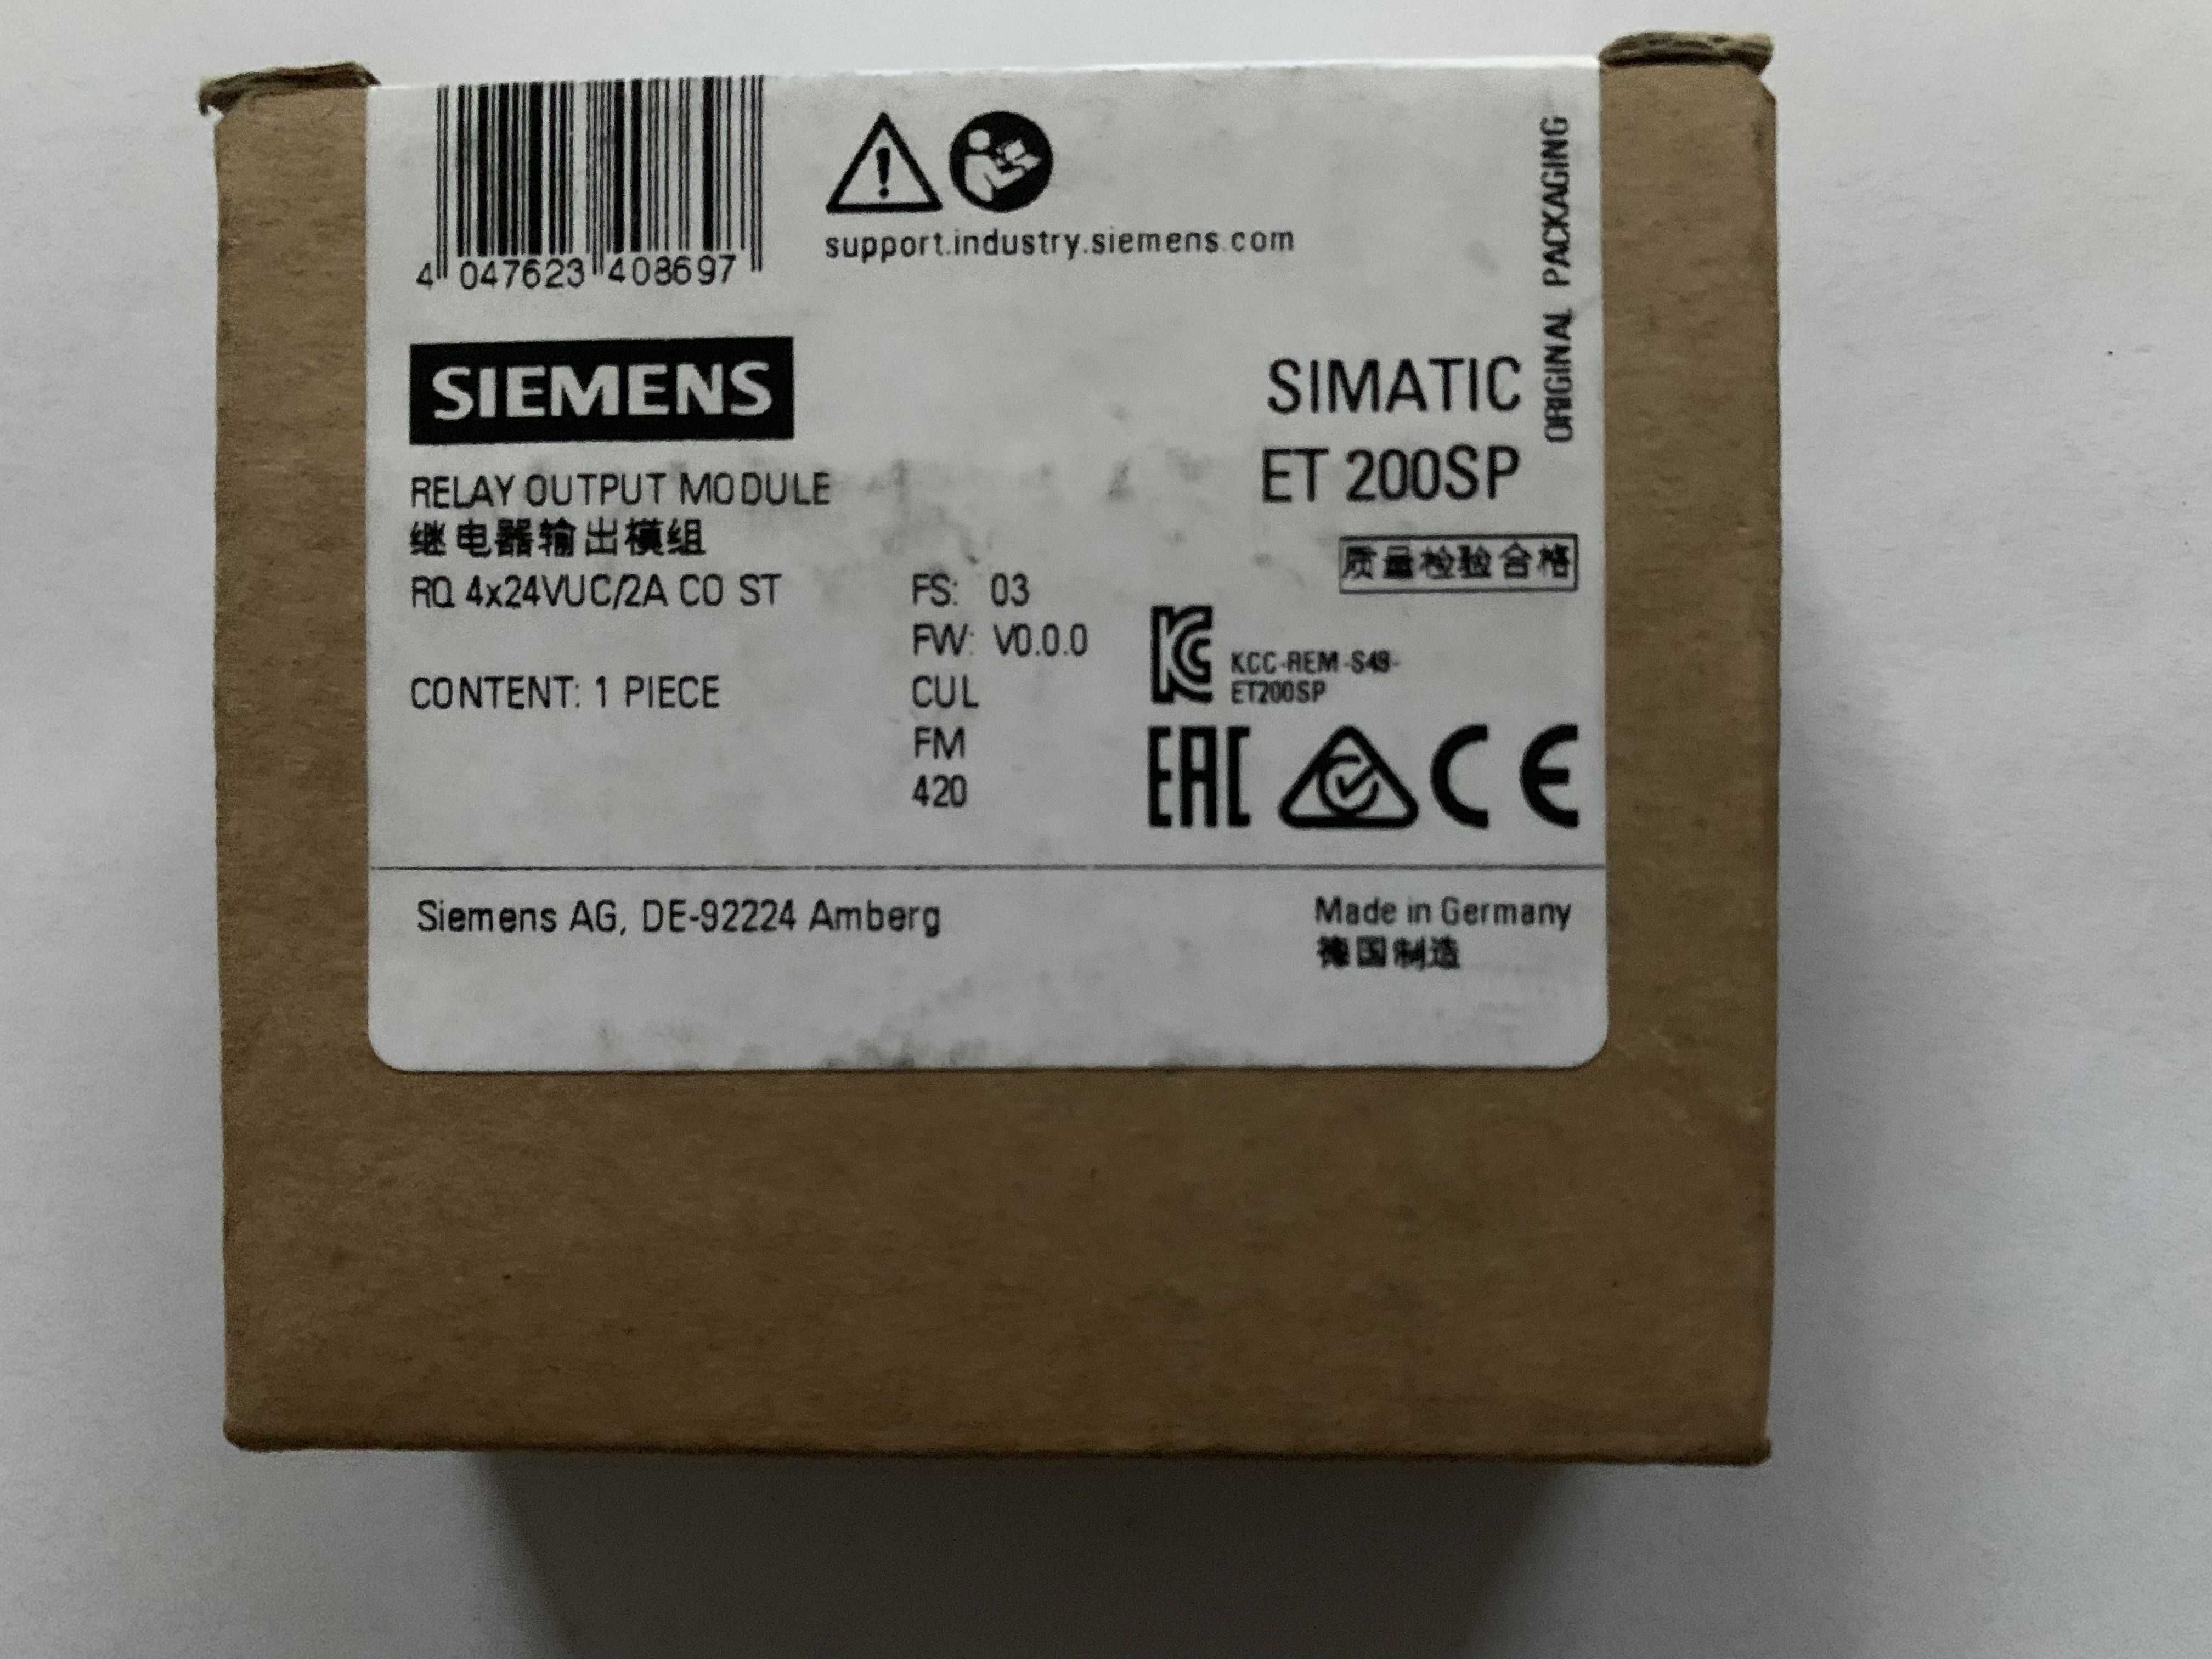 4 047623 408697
support.industry.siemens.com
ORIGINAL PACKAGING
SIEMENS
SIMATIC
ET 200SP
RELAY OUTPUT MODULE
继电器输出模组
质量检验合格
RQ 4x24VUC/2A CO ST
FS: 03
FW: V0.0.0
KCC-REM-S49-
ET200SP
CONTENT: 1 PIECE
CUL
FM
420
EAC
CE
Siemens AG, DE-92224 Amberg
Made in Germany
德国制造